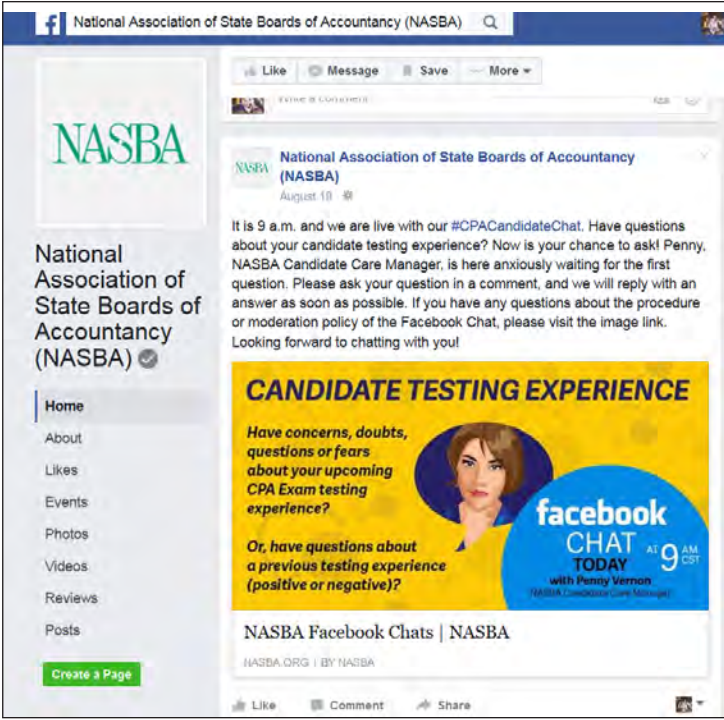 National Association of State Boards of Accountancy (NASBA)
Like Message Save More
Write a comment
NASBA
National Association of State Boards of Accountancy (NASBA)
Home
About
Likes
Events
Photos
Videos
Reviews
Posts
Create a Page
NASBA
National Association of State Boards of Accountancy
(NASBA)
August
It is 9 a.m. and we are live with our #CPACandidateChat. Have questions
about your candidate testing experience? Now is your chance to ask! Penny,
NASBA Candidate Care Manager, is here anxiously waiting for the first
question. Please ask your question in a comment, and we will reply with an
answer as soon as possible. If you have any questions about the procedure
or moderation policy of the Facebook Chat, please visit the image link.
Looking forward to chatting with you!
CANDIDATE TESTING EXPERIENCE
Have concerns, doubts,
questions or fears
about your upcoming
CPA Exam testing
experience?
Or, have questions about
a previous testing experience
(positive or negative)?
facebook
CHAT AT 9 AM CST
TODAY
with Penny Vernon
NASBA Candidate Care Manager
NASBA Facebook Chats | NASBA
NASBA.ORG | BY NASBA
Like Comment Share